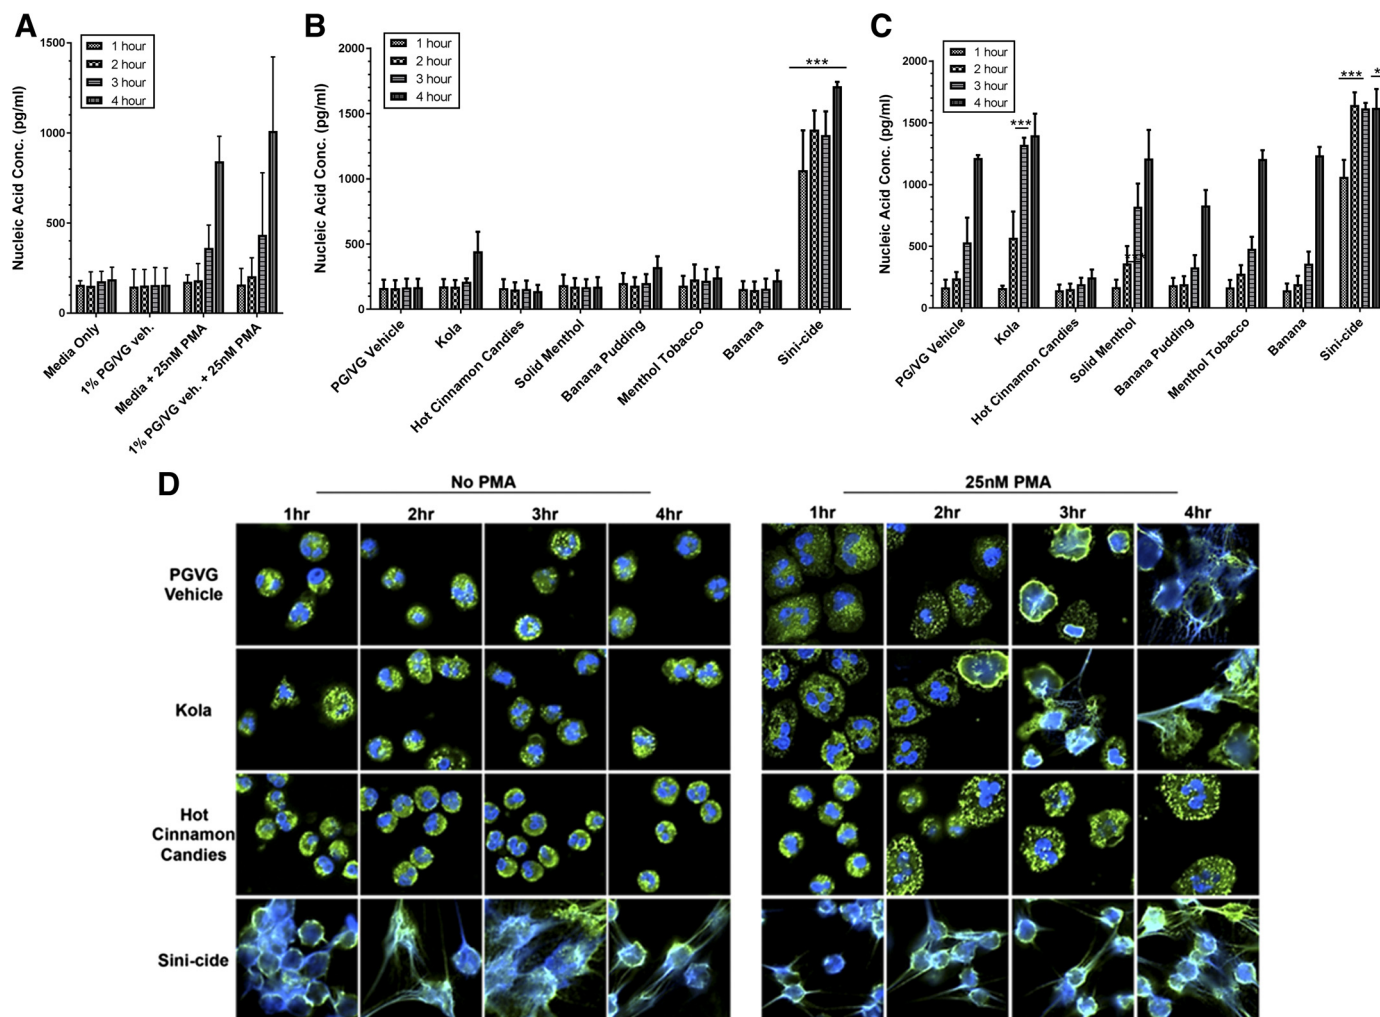 A
1500
1000
500
0
Nucleic Acid Conc. (pg/ml)
1 hour
2 hour
3 hour
4 hour
Media Only
1% PG/VG veh.
Media + 25nM PMA
1% PG/VG veh. + 25nM PMA
B
2000
1500
1000
500
0
Nucleic Acid Conc. (pg/ml)
1 hour
2 hour
3 hour
4 hour
***
PG/VG Vehicle
Kola
Hot Cinnamon Candies
Solid Menthol
Banana Pudding
Menthol Tobacco
Banana
Sini-cide
C
2000
1500
1000
500
0
Nucleic Acid Conc. (pg/ml)
1 hour
2 hour
3 hour
4 hour
***
***
*
PG/VG Vehicle
Kola
Hot Cinnamon Candies
Solid Menthol
Banana Pudding
Menthol Tobacco
Banana
Sini-cide
D
No PMA
25nM PMA
1hr 2hr 3hr 4hr 1hr 2hr 3hr 4hr
PGVG
Vehicle
Kola
Hot
Cinnamon
Candies
Sini-cide